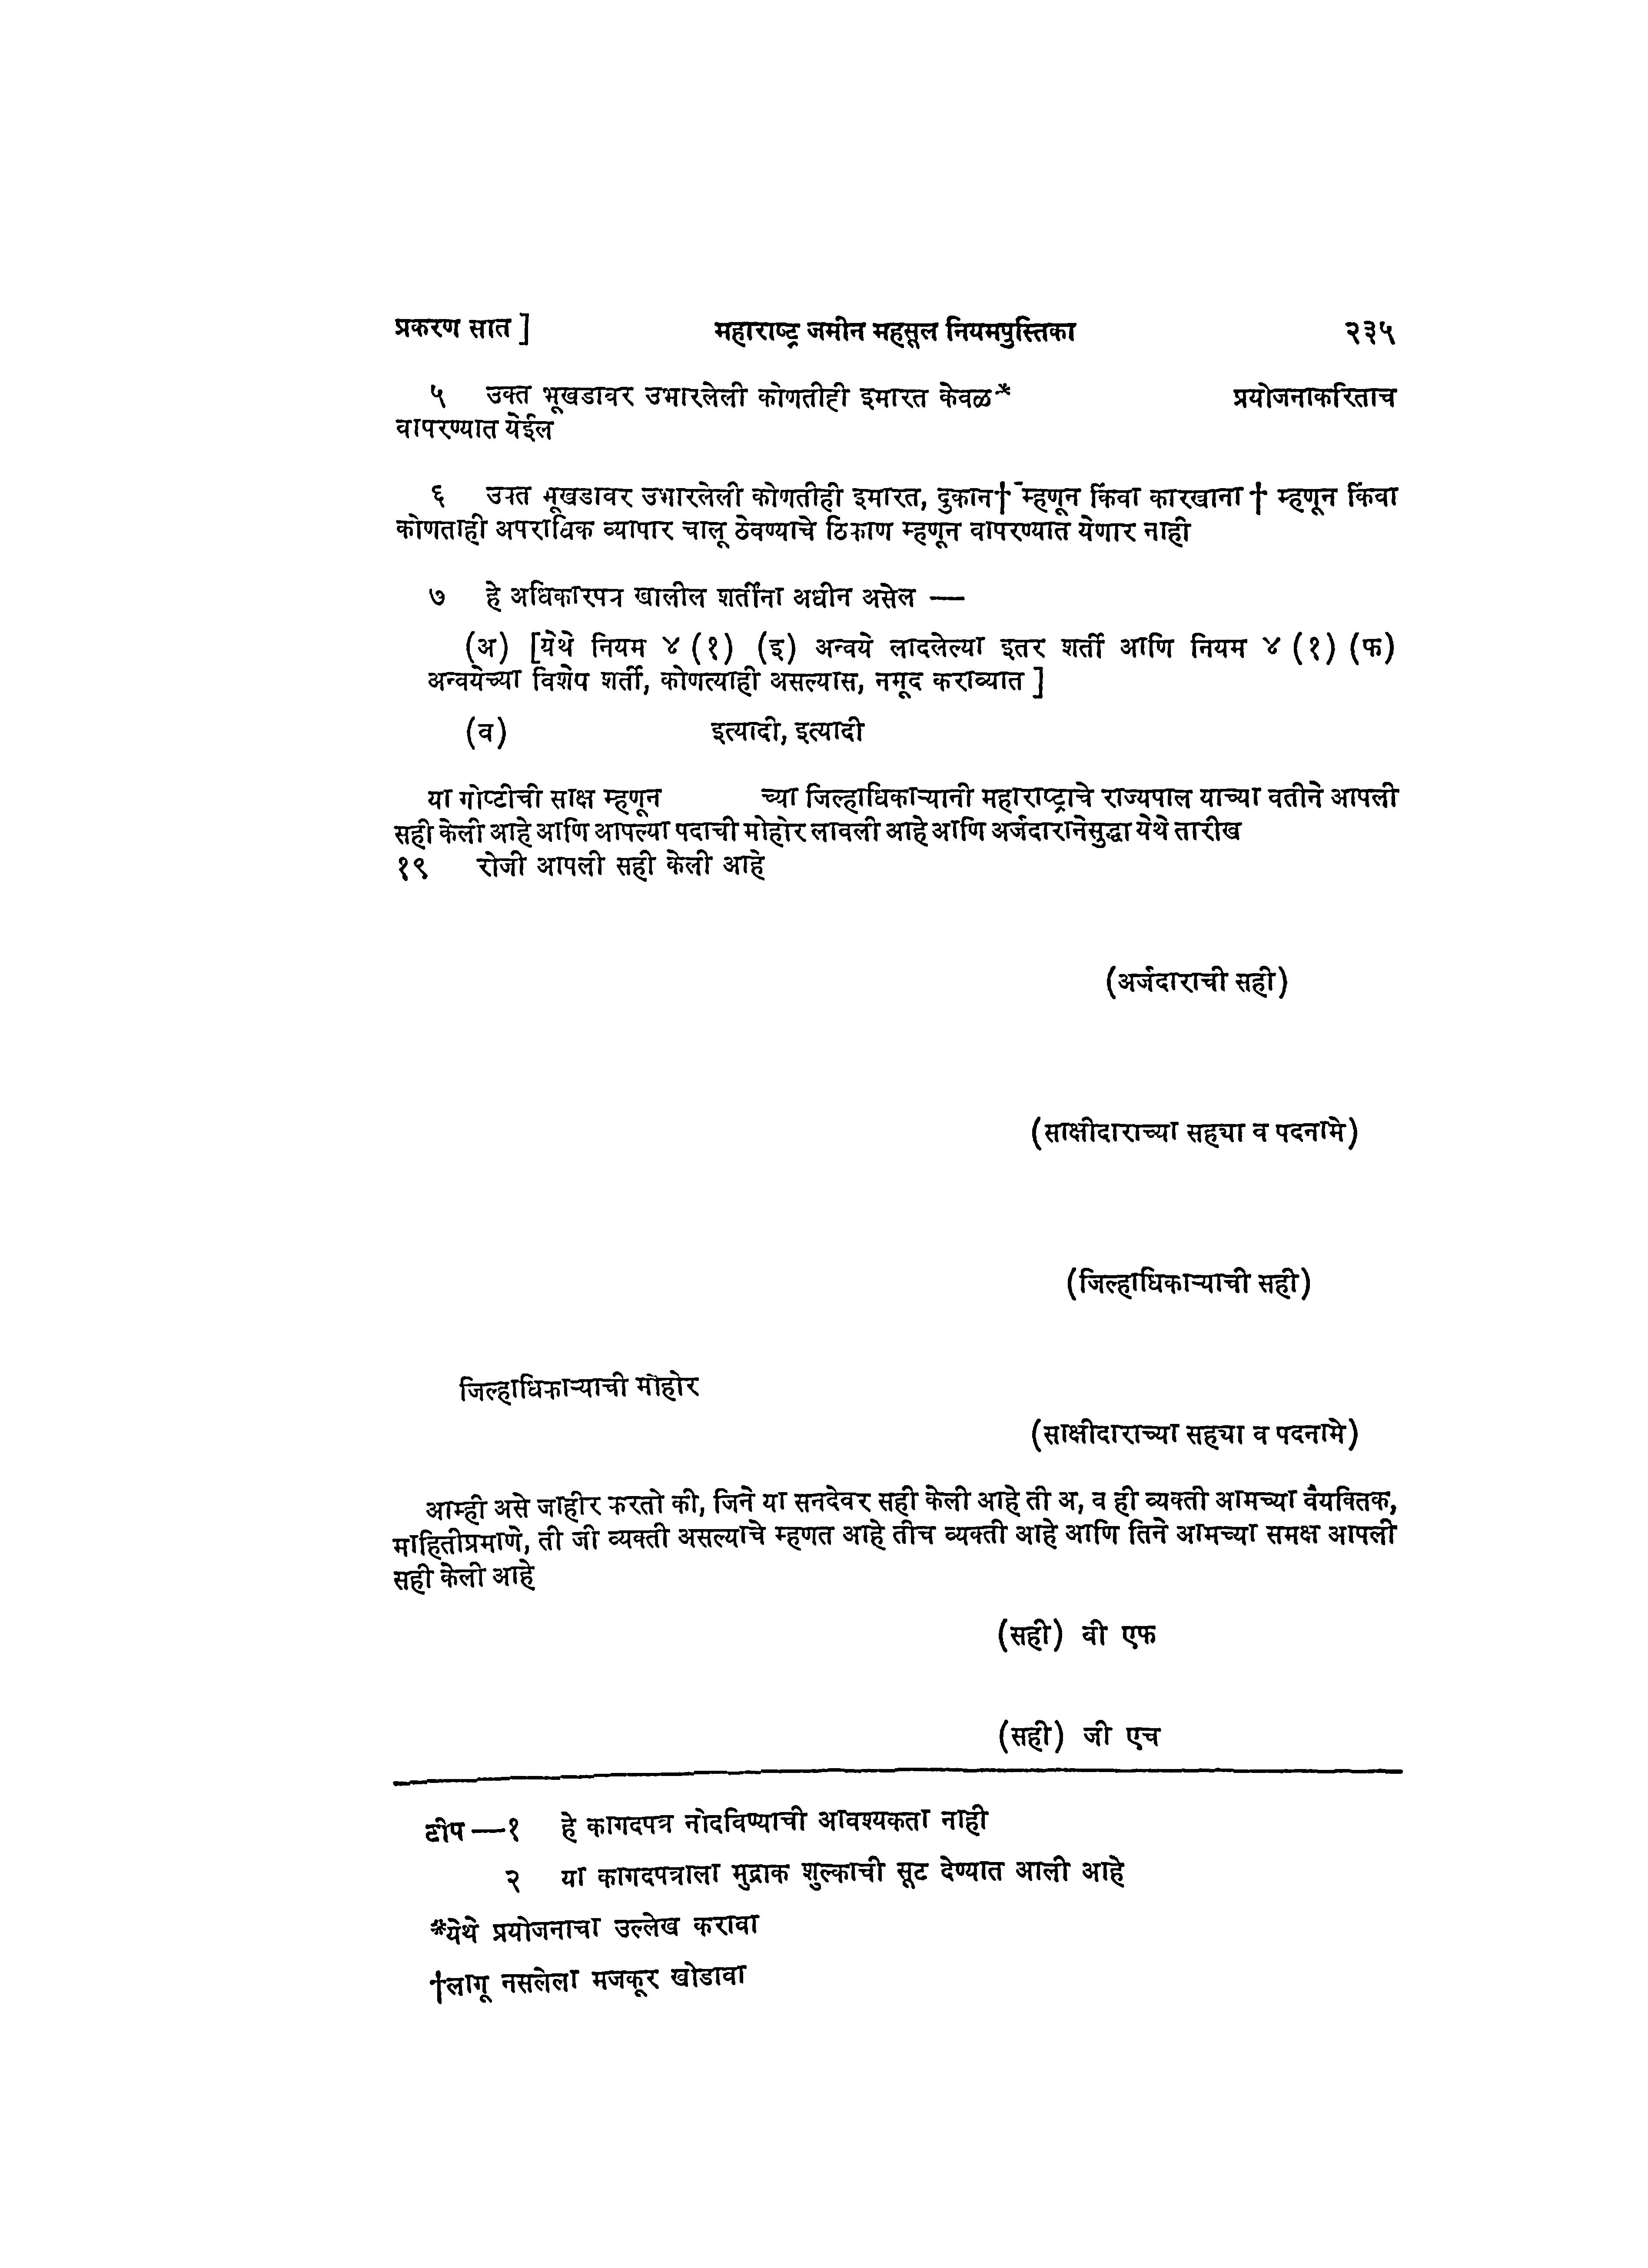 प्रकरण सात ] महाराष्ट्र जमीन महसूल नियमपुस्तिका २३५
५ उक्त भूखडावर उभारलेली कोणतीही इमारत केवळ* प्रयोजनाकरिताच
वापरण्यात येईल
६ उक्त भूखडावर उभारलेली कोणतीही इमारत, दुकान† म्हणून किंवा कारखाना † म्हणून किंवा
कोणताही अपराधिक व्यापार चालू ठेवण्याचे ठिकाण म्हणून वापरण्यात येणार नाही
७ हे अधिकारपत्र खालील शर्तींना अधीन असेल —
(अ) [येथे नियम ४ (१) (इ) अन्वये लादलेल्या इतर शर्ती आणि नियम ४ (१) (फ)
अन्वयेच्या विशेष शर्ती, कोणत्याही असल्यास, नमूद कराव्यात ]
(व) इत्यादी, इत्यादी
या गोष्टीची साक्ष म्हणून च्या जिल्हाधिकाऱ्यानी महाराष्ट्राचे राज्यपाल याच्या वतीने आपली
सही केली आहे आणि आपल्या पदाची मोहोर लावली आहे आणि अर्जदारानेसुद्धा येथे तारीख
१९ रोजी आपली सही केली आहे
(अर्जदाराची सही)
(साक्षीदाराच्या सह्या व पदनामे)
(जिल्हाधिकाऱ्याची सही)
जिल्हाधिकाऱ्याची मोहोर
(साक्षीदाराच्या सह्या व पदनामे)
आम्ही असे जाहीर करतो की, जिने या सनदेवर सही केली आहे ती अ, व ही व्यक्ती आमच्या वैयक्तिक,
माहितीप्रमाणे, ती जी व्यक्ती असल्याचे म्हणत आहे तीच व्यक्ती आहे आणि तिने आमच्या समक्ष आपली
सही केली आहे
(सही) वी एफ
(सही) जी एच
टीप —१ हे कागदपत्र नोदविण्याची आवश्यकता नाही
२ या कागदपत्राला मुद्राक शुल्काची सूट देण्यात आली आहे
*येथे प्रयोजनाचा उल्लेख करावा
†लागू नसलेला मजकूर खोडावा